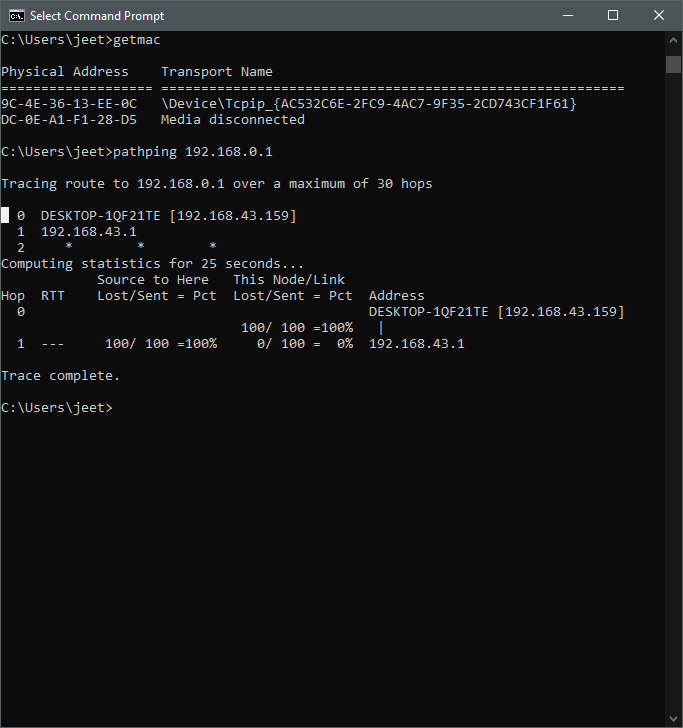 Select Command Prompt
C:\Users\jeet>getmac
Physical Address    Transport Name
=================== ==========================================================
9C-4E-36-13-EE-0C   \Device\Tcpip_{AC532C6E-2FC9-4AC7-9F35-2CD743CF1F61}
DC-0E-A1-F1-28-D5   Media disconnected
C:\Users\jeet>pathping 192.168.0.1
Tracing route to 192.168.0.1 over a maximum of 30 hops
  0  DESKTOP-1QF21TE [192.168.43.159]
  1  192.168.43.1
  2     *        *        *
Computing statistics for 25 seconds...
            Source to Here   This Node/Link
Hop  RTT    Lost/Sent = Pct  Lost/Sent = Pct  Address
  0                                           DESKTOP-1QF21TE [192.168.43.159]
                              100/ 100 =100%   |
  1  ---     100/ 100 =100%     0/ 100 =  0%  192.168.43.1
Trace complete.
C:\Users\jeet>